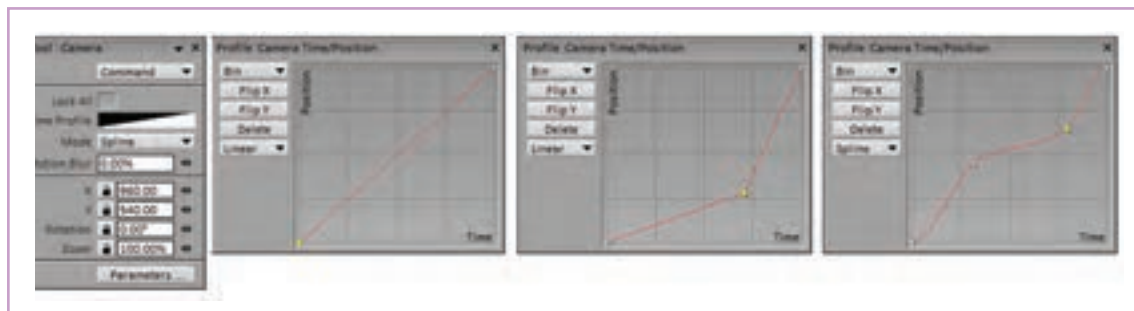 Camera
Command
Lock All
Profile
Mode Spline
Motion Blur 0.00%
X 960.00
Y 540.00
Rotation 0.00°
Zoom 100.00%
Parameters ...
Profile Camera Time/Position
Bin
Flip X
Flip Y
Delete
Linear
Position
Time
Profile Camera Time/Position
Bin
Flip X
Flip Y
Delete
Linear
Position
Time
Profile Camera Time/Position
Bin
Flip X
Flip Y
Delete
Spline
Position
Time